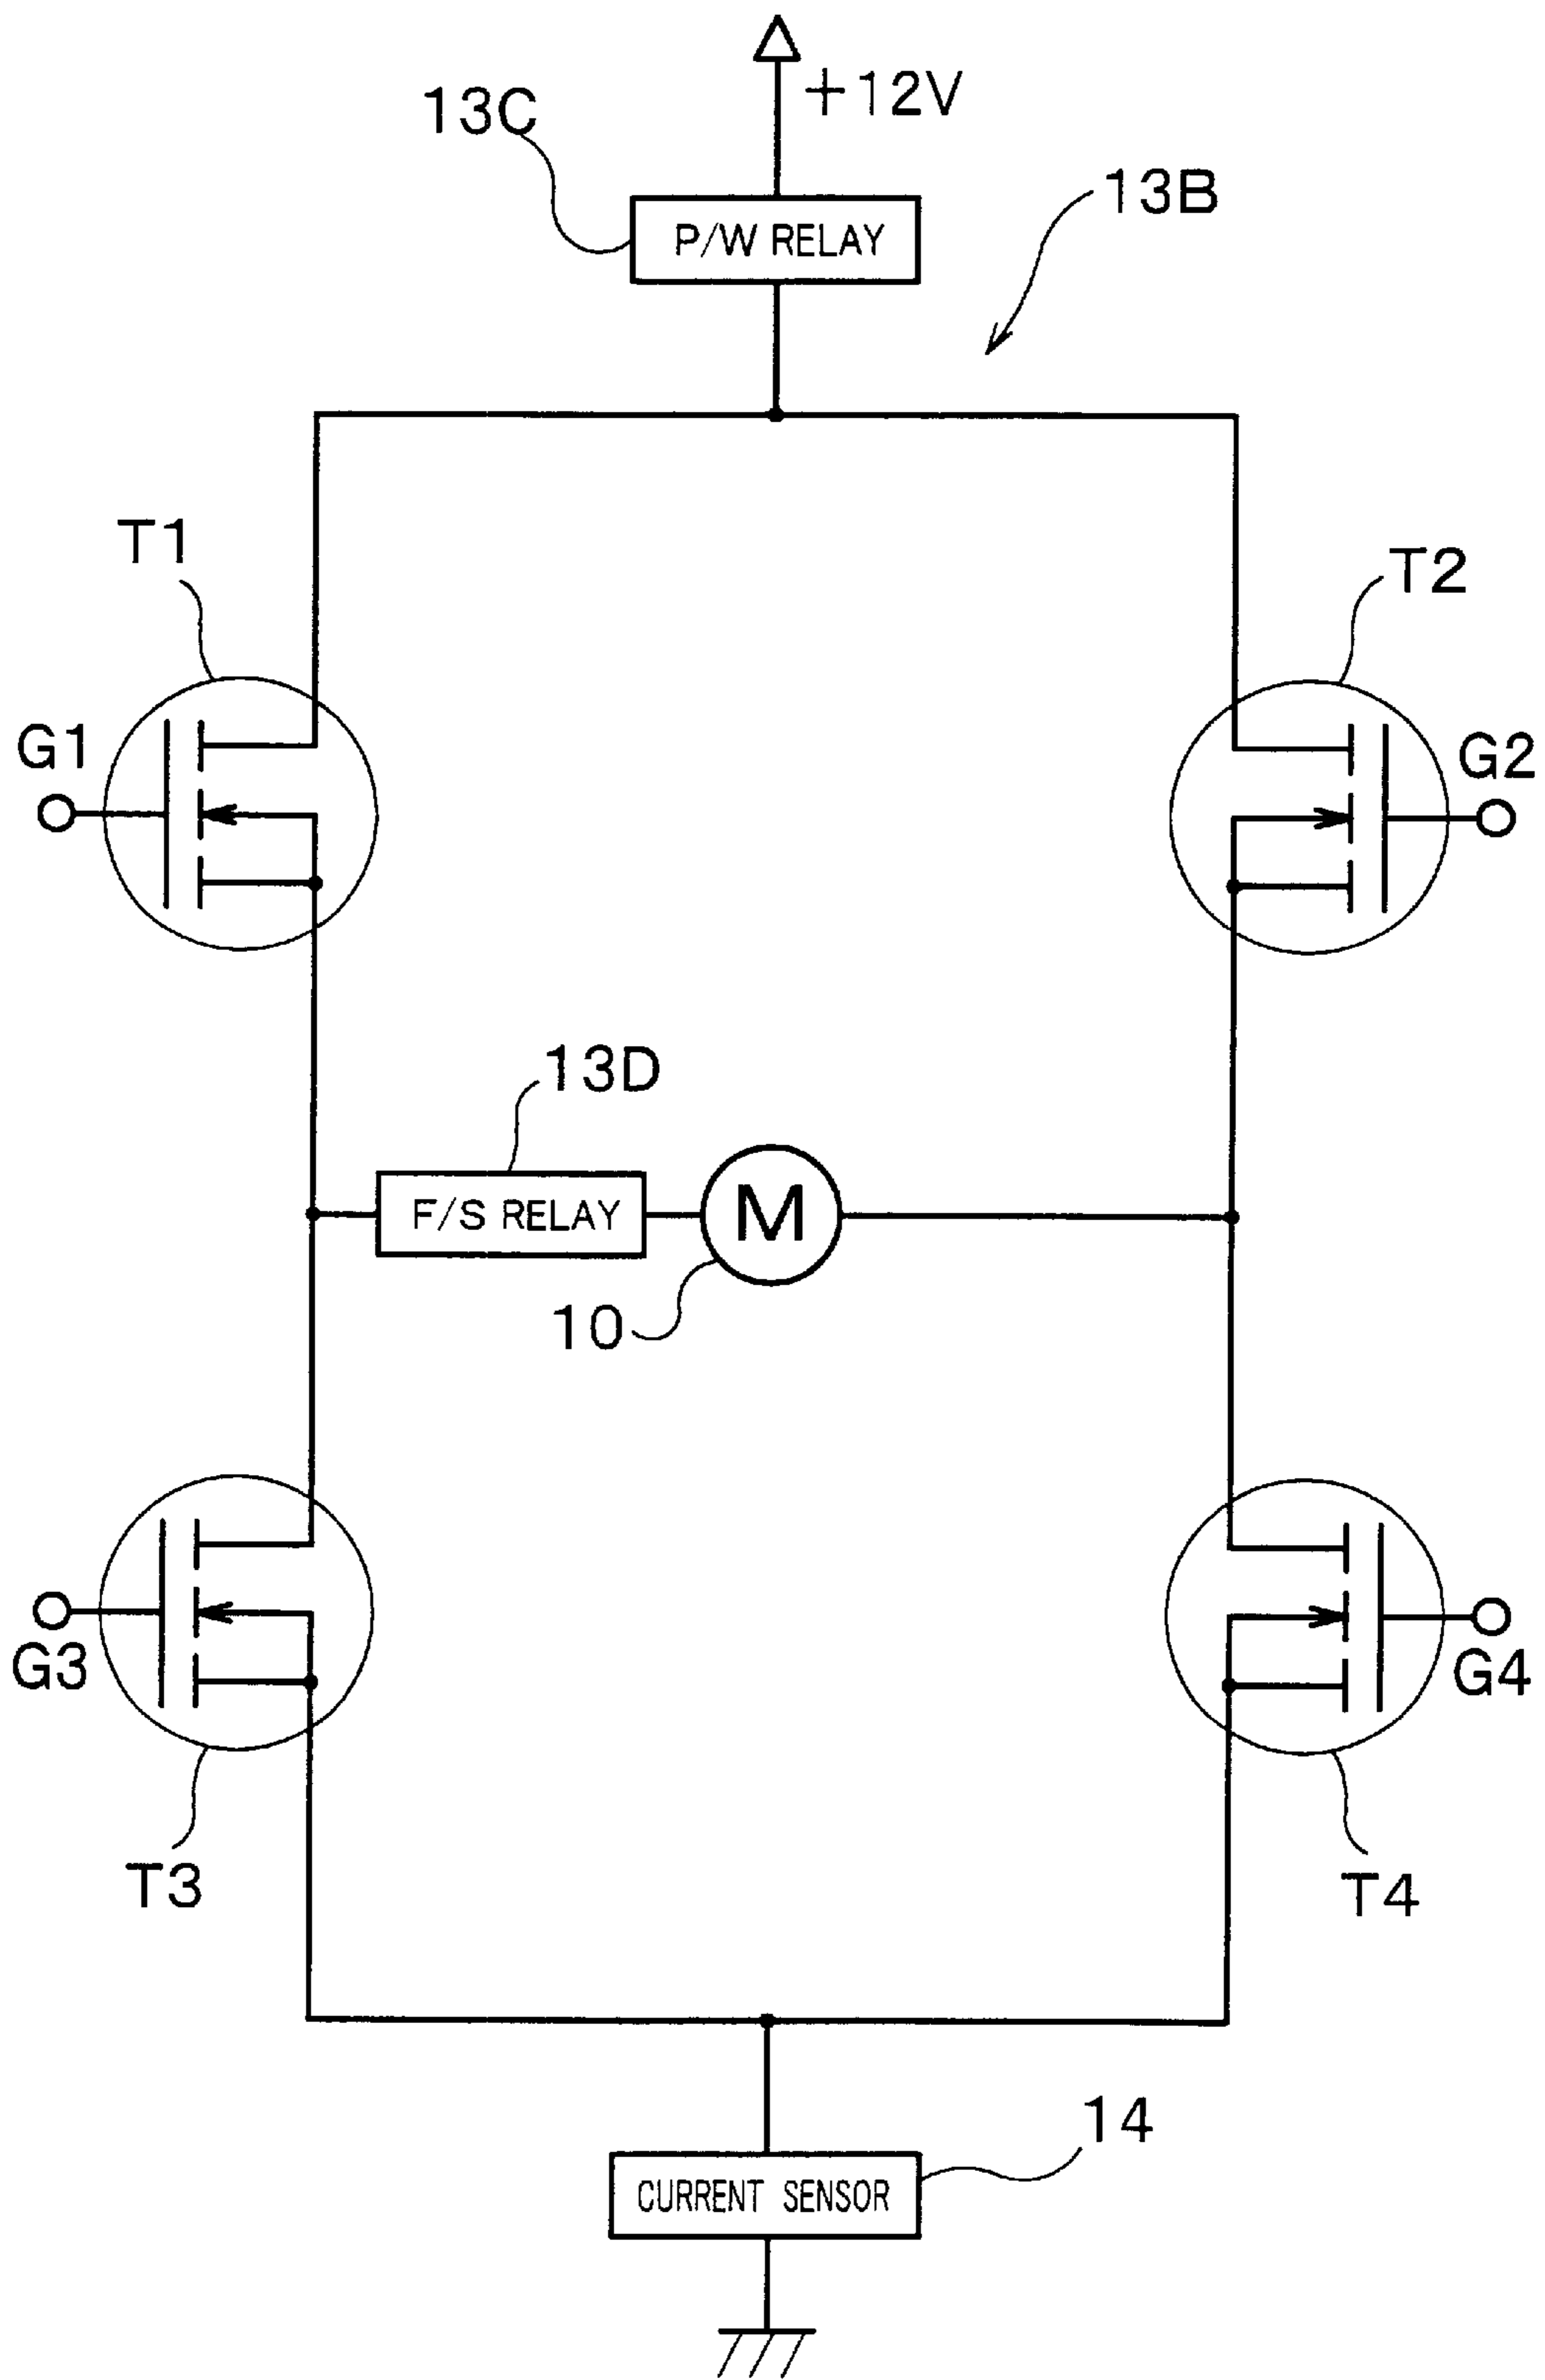 +12V
13C
13B
P/W RELAY
T1
T2
G1
G2
13D
F/S RELAY
M
10
G3
G4
T3
T4
14
CURRENT SENSOR